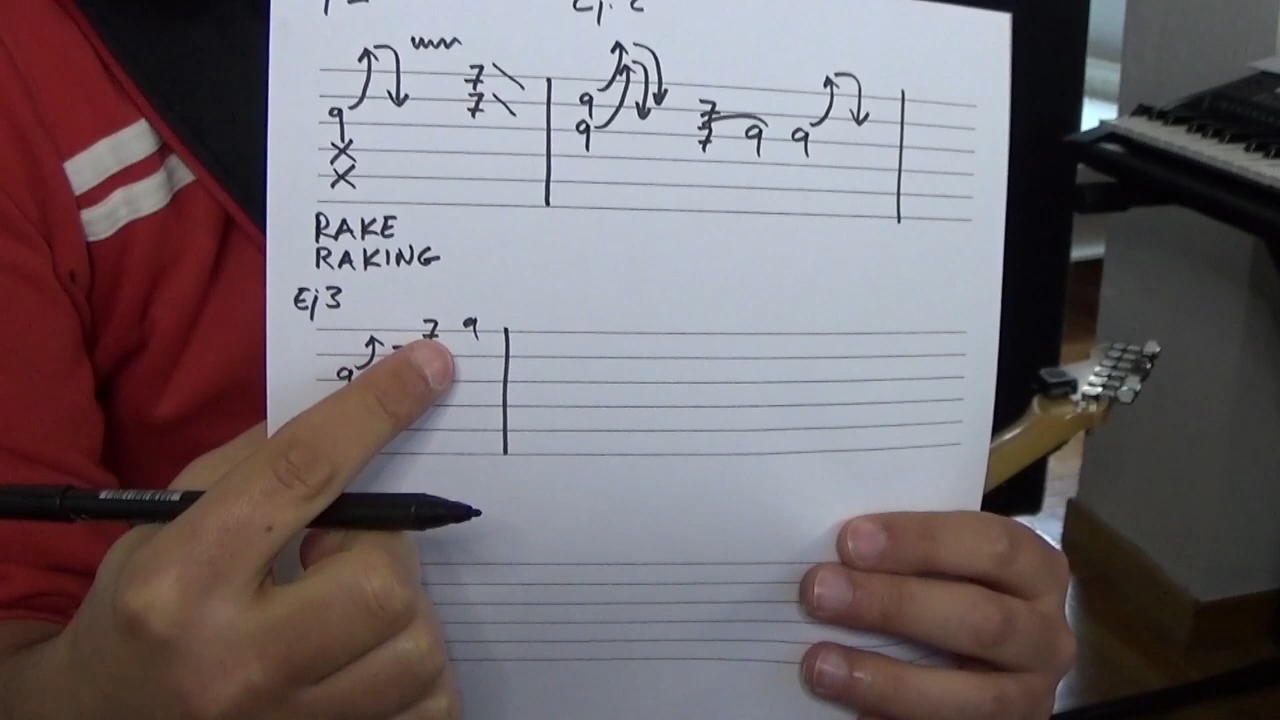 Ej. 2
9 7 9 7 9
X 7 9 7 9 9
X
RAKE
RAKING
Ej3
7 9
9